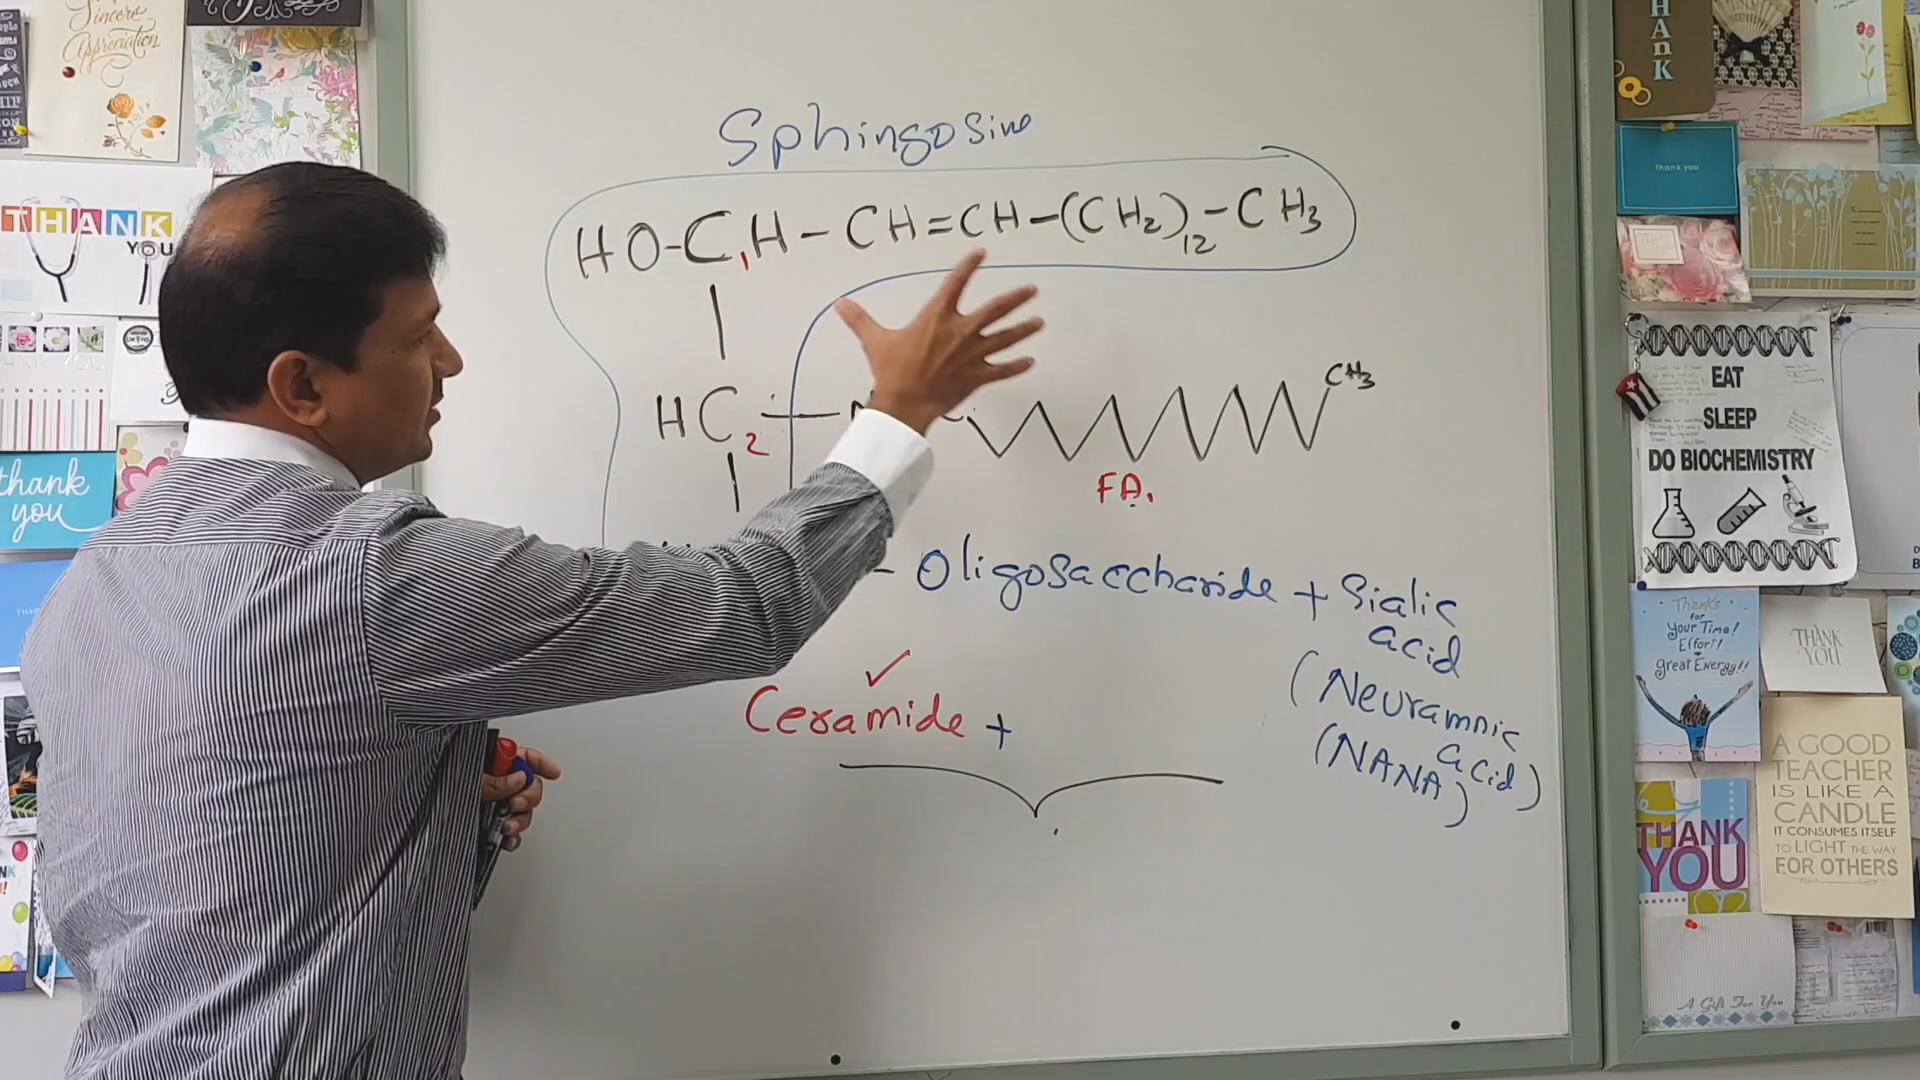 Sincere
Appreciation
THANK
YOU
thank
you
Sphingosine
HO-C1H-CH=CH-(CH2)12-CH3
HC2
CH3
FA.
- Oligosaccharide + Sialic
acid
(Neuramnic
acid)
(NANA)
Ceramide +
THANK
thank you
EAT
SLEEP
DO BIOCHEMISTRY
Thanks
for
your Time!
Effort!
great Energy!!
THANK
YOU
A GOOD
TEACHER
IS LIKE A
CANDLE
IT CONSUMES ITSELF
TO LIGHT THE WAY
FOR OTHERS
THANK
YOU
A Gift For You